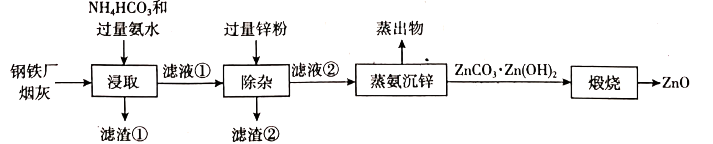 NH₄HCO₃和
过量氨水
过量锌粉
蒸出物
钢铁厂
烟灰
浸取
滤液①
除杂
滤液②
蒸氨沉锌
ZnCO₃·Zn(OH)₂
煅烧
ZnO
滤渣①
滤渣②